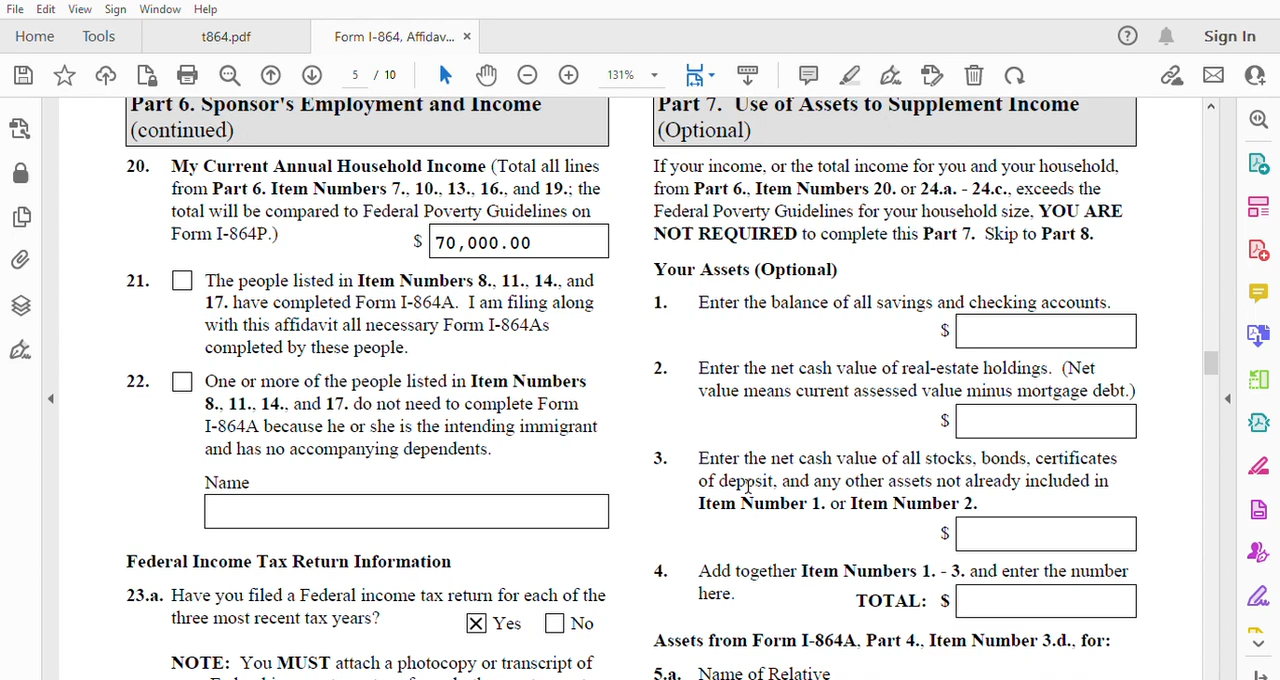 File Edit View Sign Window Help
Home Tools t864.pdf Form I-864, Affidav... × Sign In
5 / 10 131%
Part 6. Sponsor's Employment and Income
(continued)
20. My Current Annual Household Income (Total all lines
from Part 6. Item Numbers 7., 10., 13., 16., and 19.; the
total will be compared to Federal Poverty Guidelines on
Form I-864P.)
$ 70,000.00
21. The people listed in Item Numbers 8., 11., 14., and
17. have completed Form I-864A. I am filing along
with this affidavit all necessary Form I-864As
completed by these people.
22. One or more of the people listed in Item Numbers
8., 11., 14., and 17. do not need to complete Form
I-864A because he or she is the intending immigrant
and has no accompanying dependents.
Name
Federal Income Tax Return Information
23.a. Have you filed a Federal income tax return for each of the
three most recent tax years? Yes No
NOTE: You MUST attach a photocopy or transcript of
Part 7. Use of Assets to Supplement Income
(Optional)
If your income, or the total income for you and your household,
from Part 6., Item Numbers 20. or 24.a. - 24.c., exceeds the
Federal Poverty Guidelines for your household size, YOU ARE
NOT REQUIRED to complete this Part 7. Skip to Part 8.
Your Assets (Optional)
1. Enter the balance of all savings and checking accounts.
$
2. Enter the net cash value of real-estate holdings. (Net
value means current assessed value minus mortgage debt.)
$
3. Enter the net cash value of all stocks, bonds, certificates
of deposit, and any other assets not already included in
Item Number 1. or Item Number 2.
$
4. Add together Item Numbers 1. - 3. and enter the number
here. TOTAL: $
Assets from Form I-864A, Part 4., Item Number 3.d., for:
5.a. Name of Relative